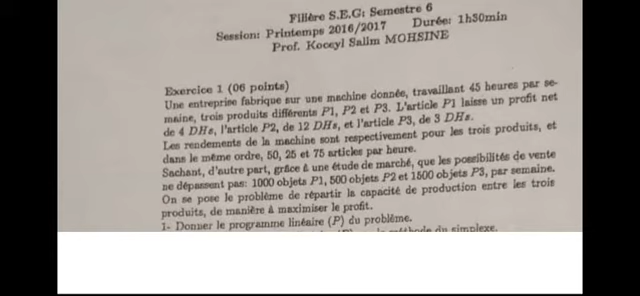 Filière S.E.G: Semestre 6
Session: Printemps 2016/2017 Durée: 1h30min
Prof. Koceyl Salim MOHSINE
Exercice 1 (06 points)
Une entreprise fabrique sur une machine donnée, travaillant 45 heures par se-
maine, trois produits différents P1, P2 et P3. L'article P1 laisse un profit net
de 4 DHs, l'article P2, de 12 DHs, et l'article P3, de 3 DHs.
Les rendements de la machine sont respectivement pour les trois produits, et
dans le même ordre, 50, 25 et 75 articles par heure.
Sachant, d'autre part, grâce à une étude de marché, que les possibilités de vente
ne dépassent pas: 1000 objets P1, 500 objets P2 et 1500 objets P3, par semaine.
On se pose le problème de répartir la capacité de production entre les trois
produits, de manière à maximiser le profit.
1- Donner le programme linéaire (P) du problème.
méthode du simplexe.